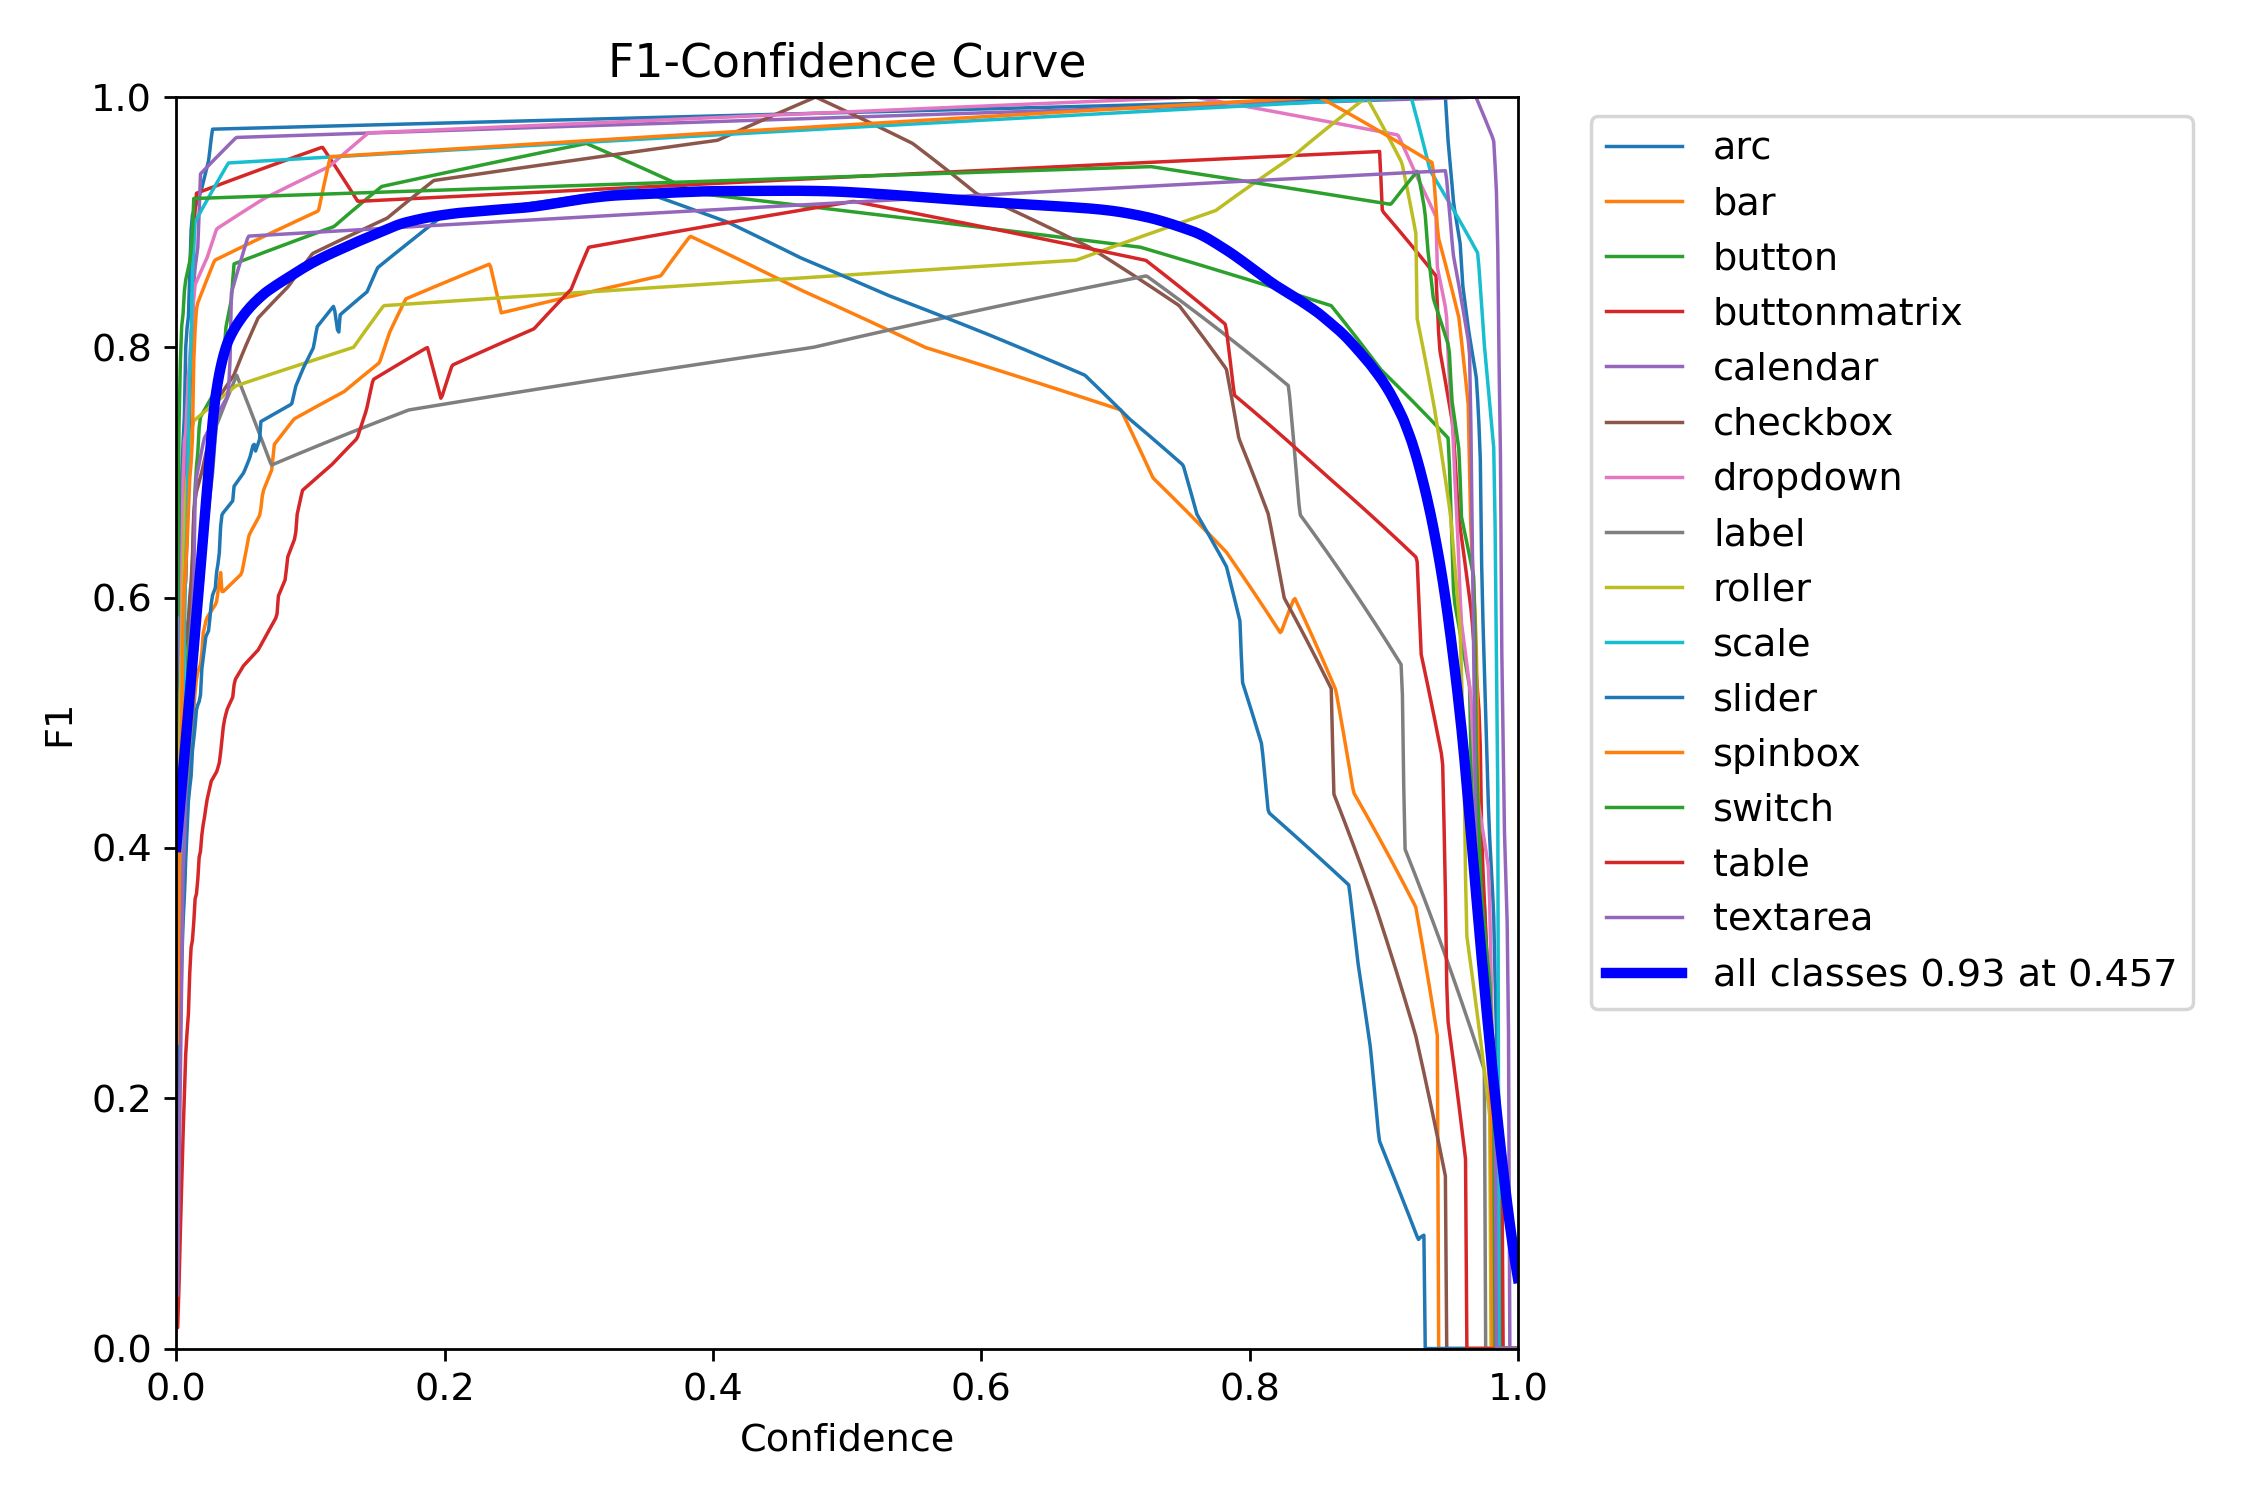 F1-Confidence Curve
1.0
0.8
0.6
0.4
0.2
0.0
F1
0.0 0.2 0.4 0.6 0.8 1.0
Confidence
arc
bar
button
buttonmatrix
calendar
checkbox
dropdown
label
roller
scale
slider
spinbox
switch
table
textarea
all classes 0.93 at 0.457